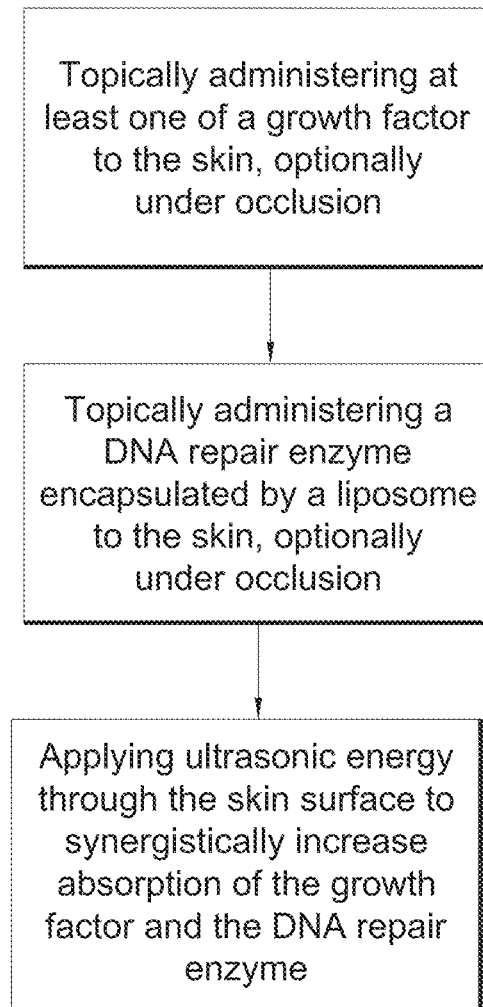 Topically administering at
least one of a growth factor
to the skin, optionally
under occlusion
Topically administering a
DNA repair enzyme
encapsulated by a liposome
to the skin, optionally
under occlusion
Applying ultrasonic energy
through the skin surface to
synergistically increase
absorption of the growth
factor and the DNA repair
enzyme